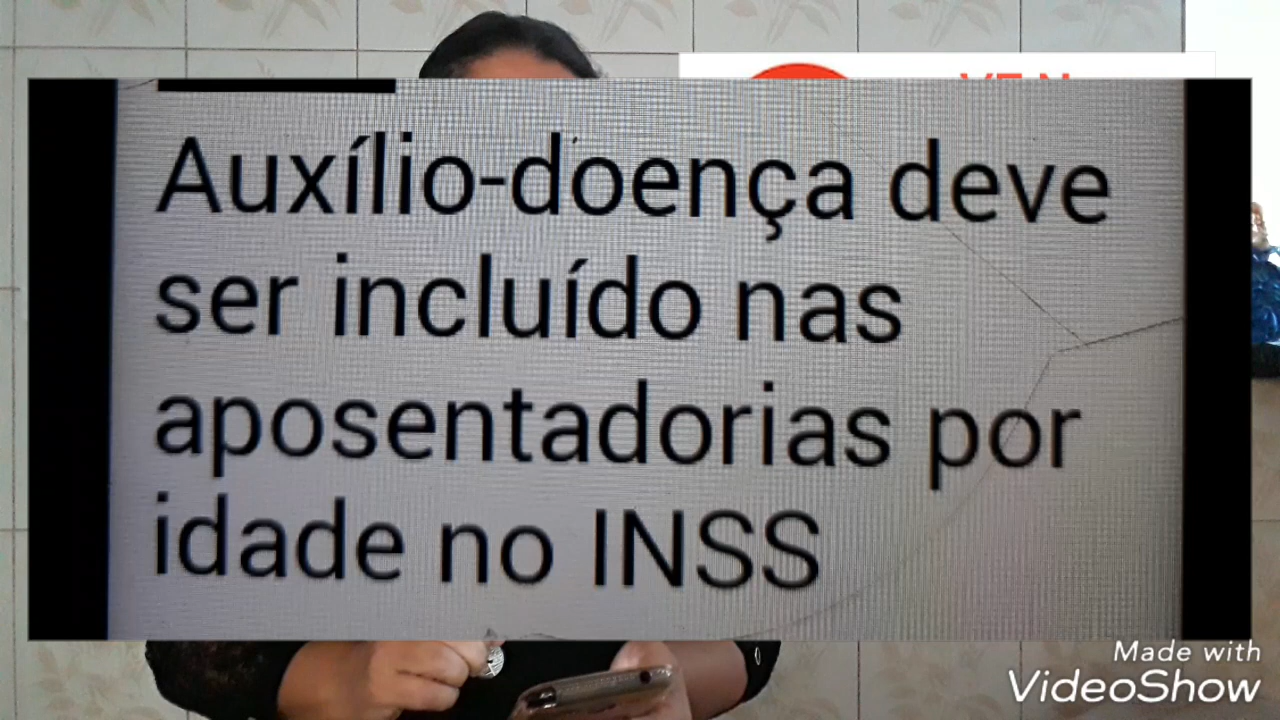 Auxílio-doença deve
ser incluído nas
aposentadorias por
idade no INSS
Made with
VideoShow